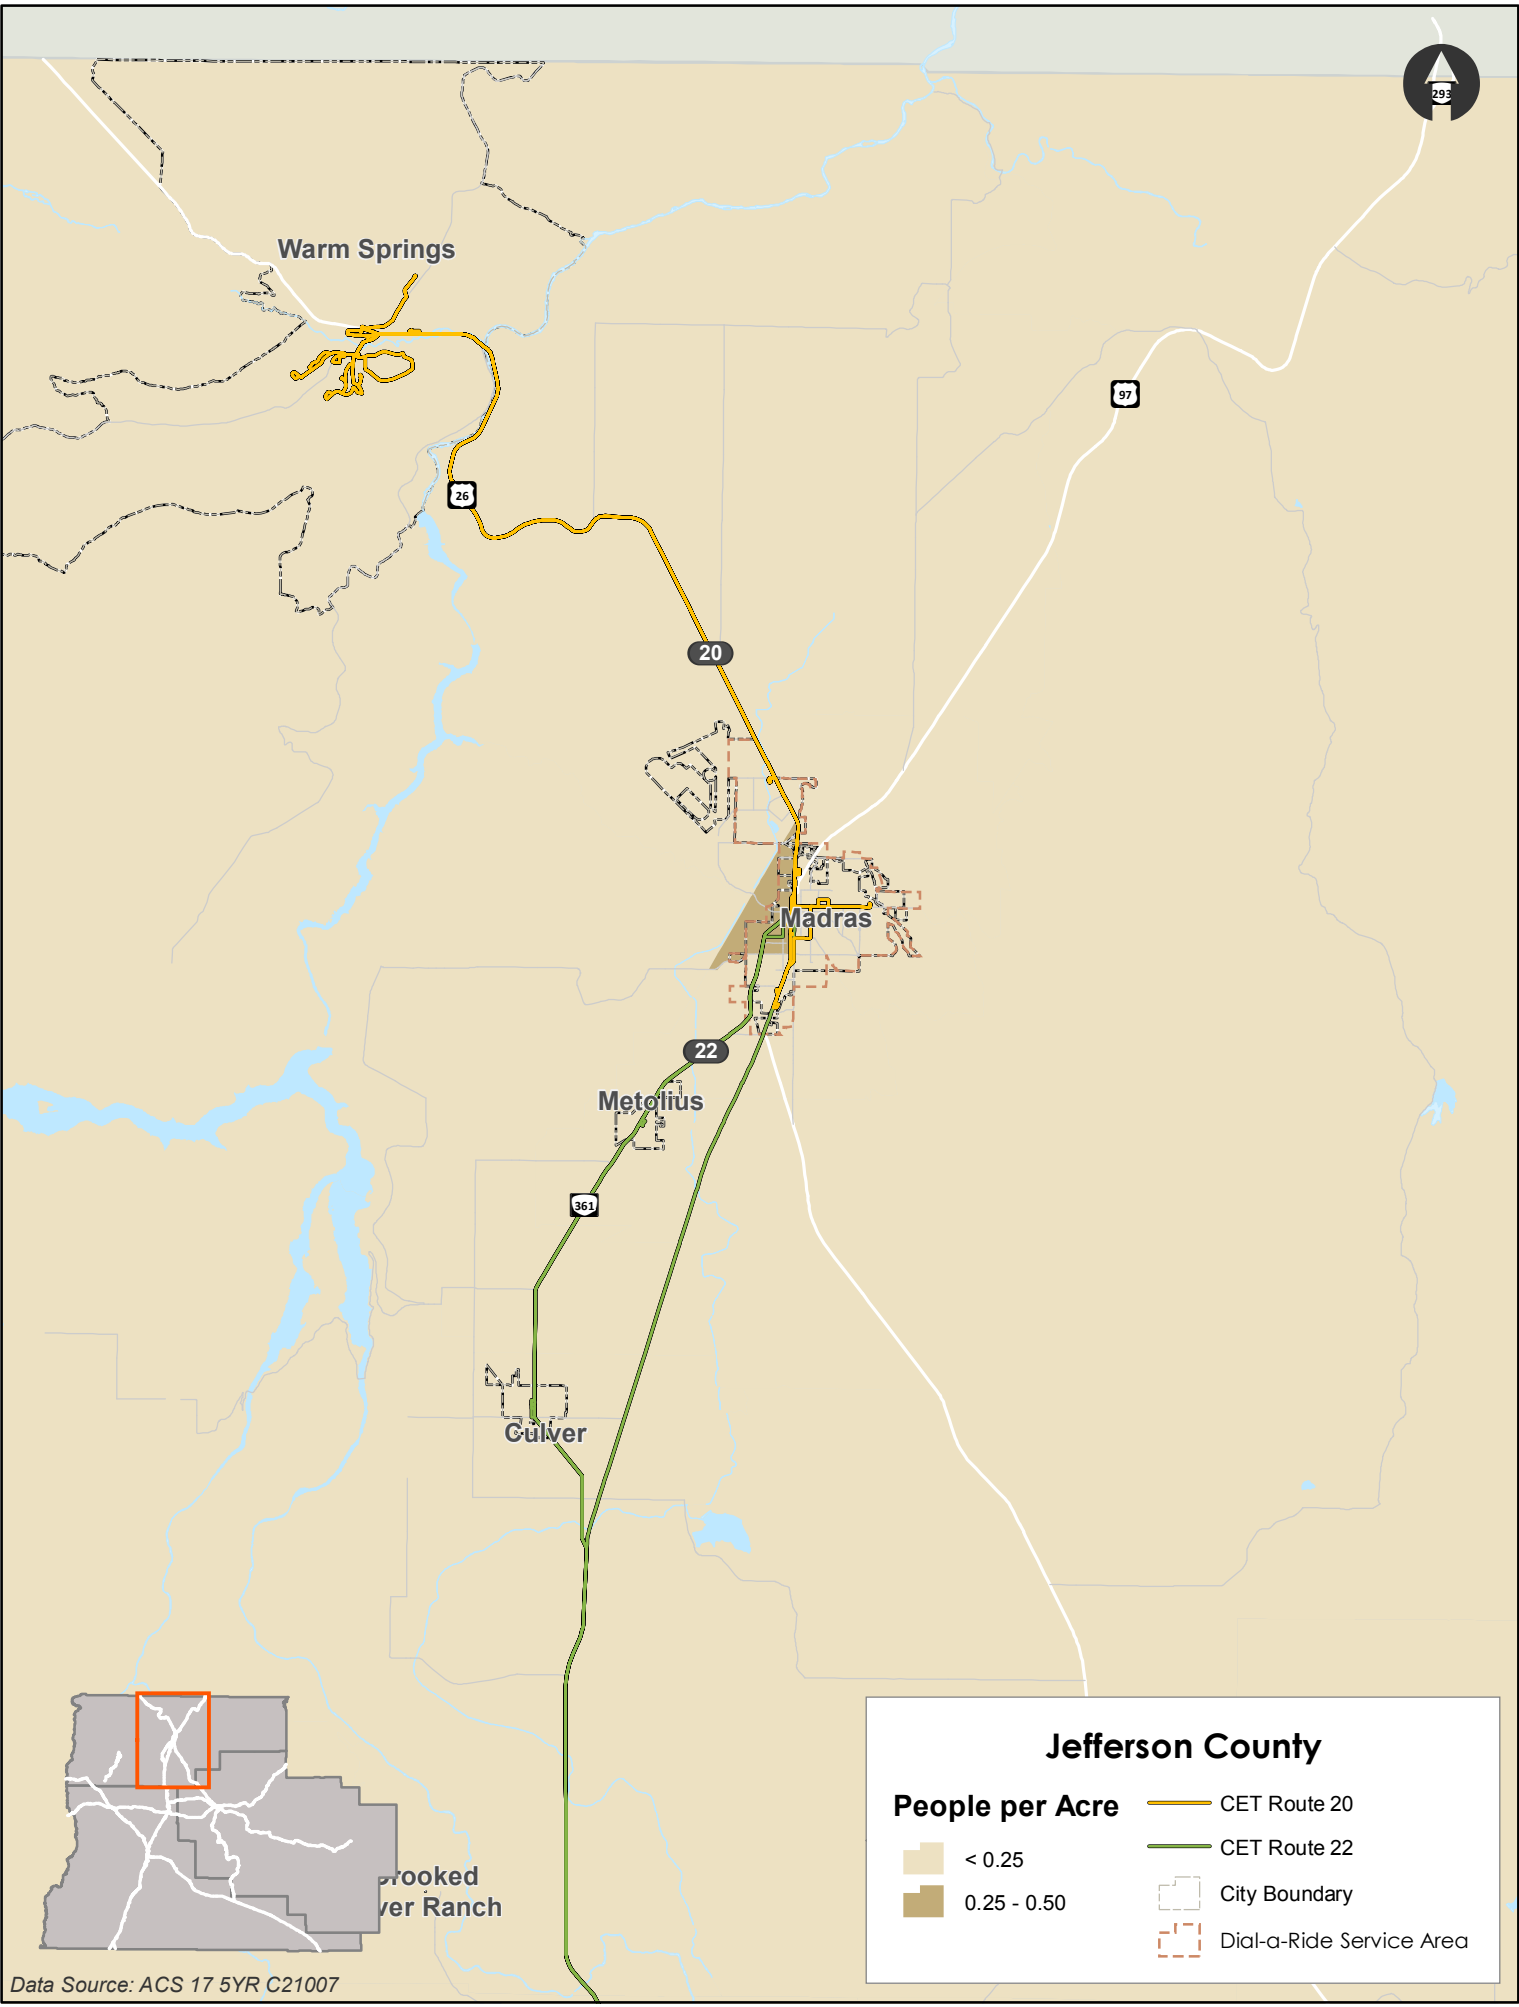 293
Warm Springs
97
26
20
Madras
22
Metolius
361
Culver
Jefferson County
People per Acre
< 0.25
0.25 - 0.50
CET Route 20
CET Route 22
City Boundary
Dial-a-Ride Service Area
rooked
ver Ranch
Data Source: ACS 17 5YR C21007